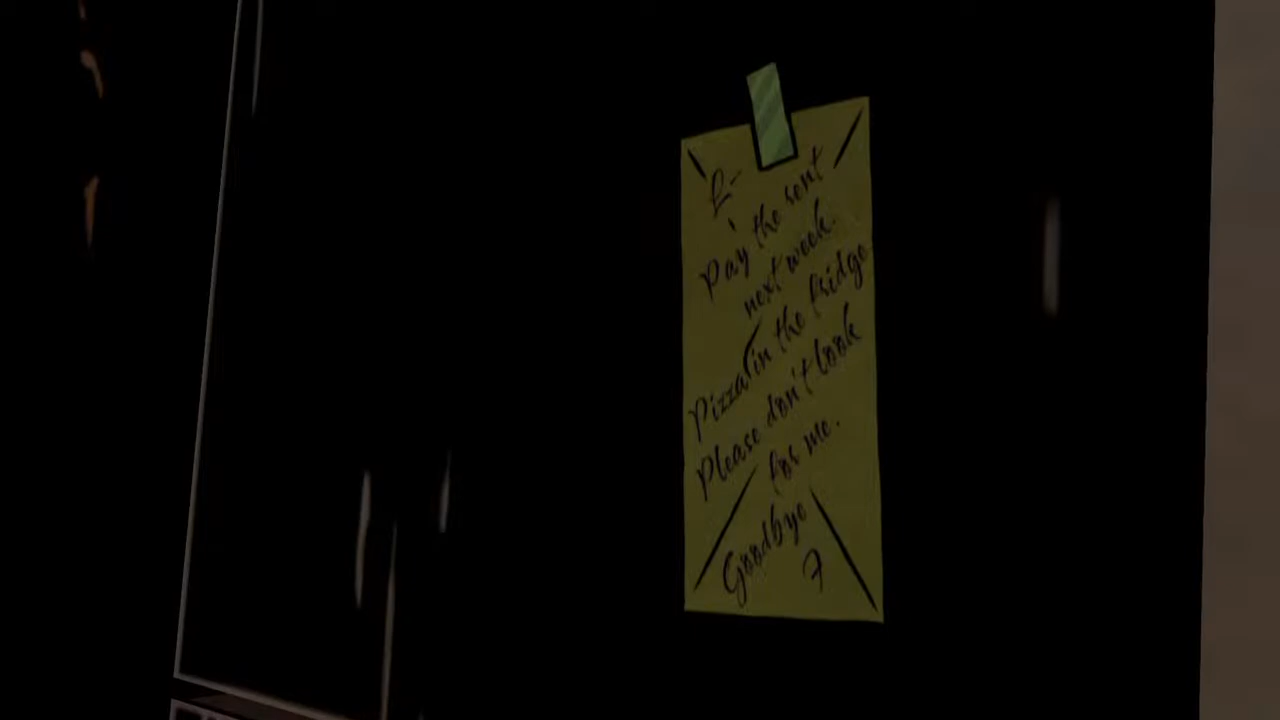 E-
Pay the rent
next week.
Pizza in the fridge
Please don't look
for me.
Goodbye
F